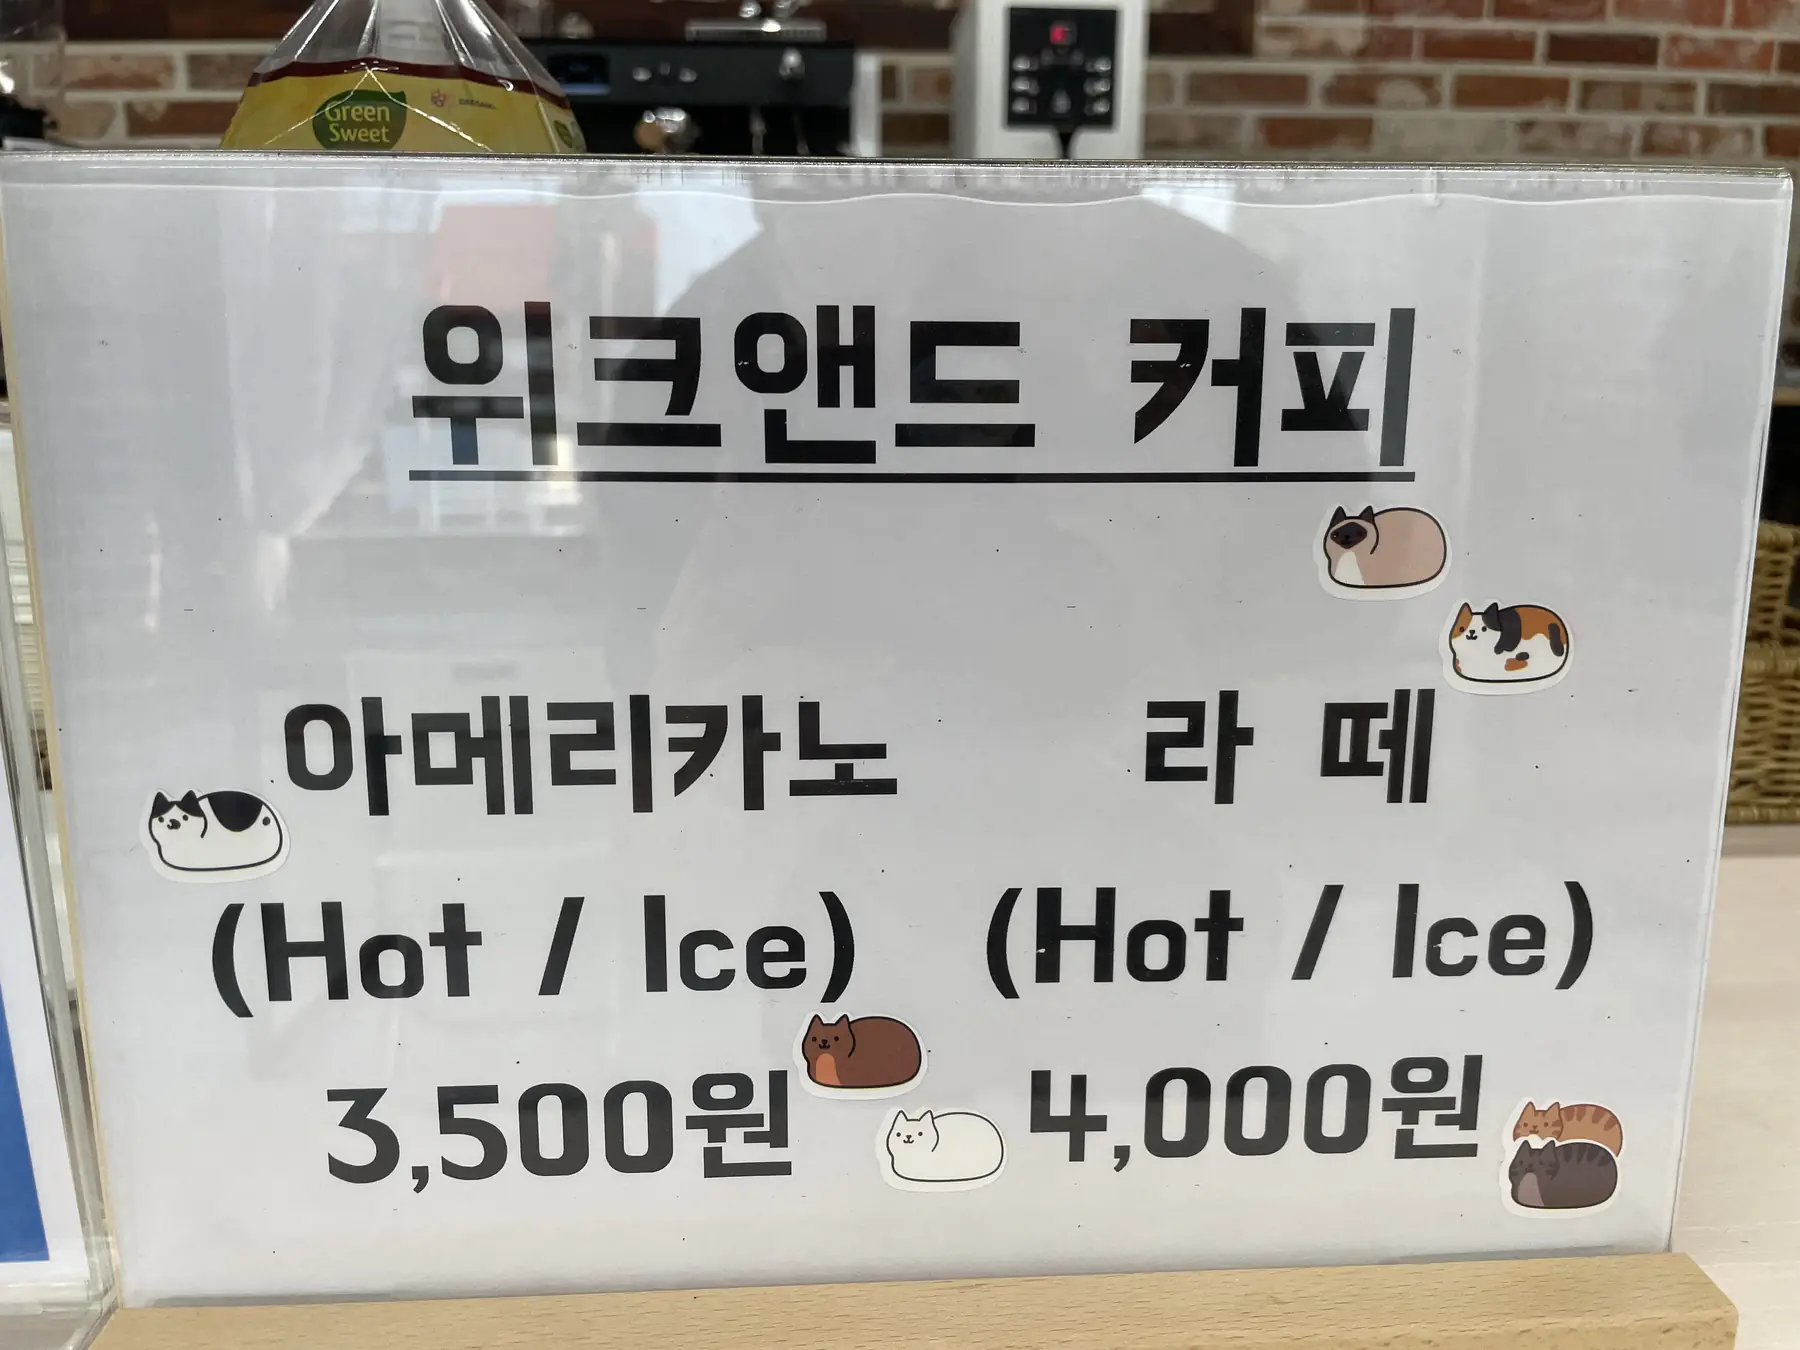 Green
Sweet
위크앤드 커피
아메리카노
(Hot / Ice)
3,500원
라 떼
(Hot / Ice)
4,000원